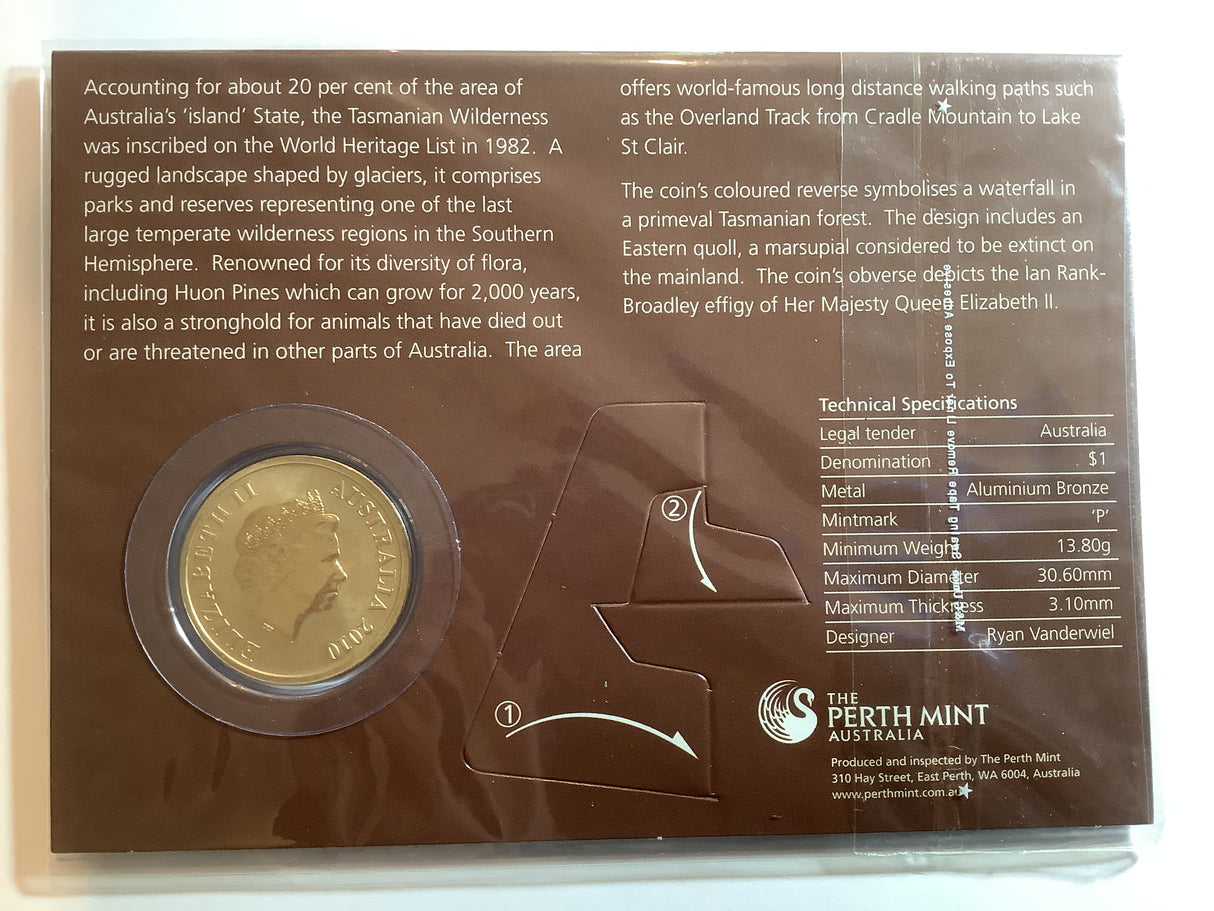 Accounting for about 20 per cent of the area of
Australia's 'island' State, the Tasmanian Wilderness
was inscribed on the World Heritage List in 1982. A
rugged landscape shaped by glaciers, it comprises
parks and reserves representing one of the last
large temperate wilderness regions in the Southern
Hemisphere. Renowned for its diversity of flora,
including Huon Pines which can grow for 2,000 years,
it is also a stronghold for animals that have died out
or are threatened in other parts of Australia. The area
offers world-famous long distance walking paths such
as the Overland Track from Cradle Mountain to Lake
St Clair.
The coin's coloured reverse symbolises a waterfall in
a primeval Tasmanian forest. The design includes an
Eastern quoll, a marsupial considered to be extinct on
the mainland. The coin's obverse depicts the Ian Rank-
Broadley effigy of Her Majesty Queen Elizabeth II.
ELIZABETH II AUSTRALIA 2010
2
1
Technical Specifications
Legal tender Australia
Denomination $1
Metal Aluminium Bronze
Mintmark 'P'
Minimum Weight 13.80g
Maximum Diameter 30.60mm
Maximum Thickness 3.10mm
Designer Ryan Vanderwiel
THE
PERTH MINT
AUSTRALIA
Produced and inspected by The Perth Mint
310 Hay Street, East Perth, WA 6004, Australia
www.perthmint.com.au
Remove Liner Tape To Expose Adhesive